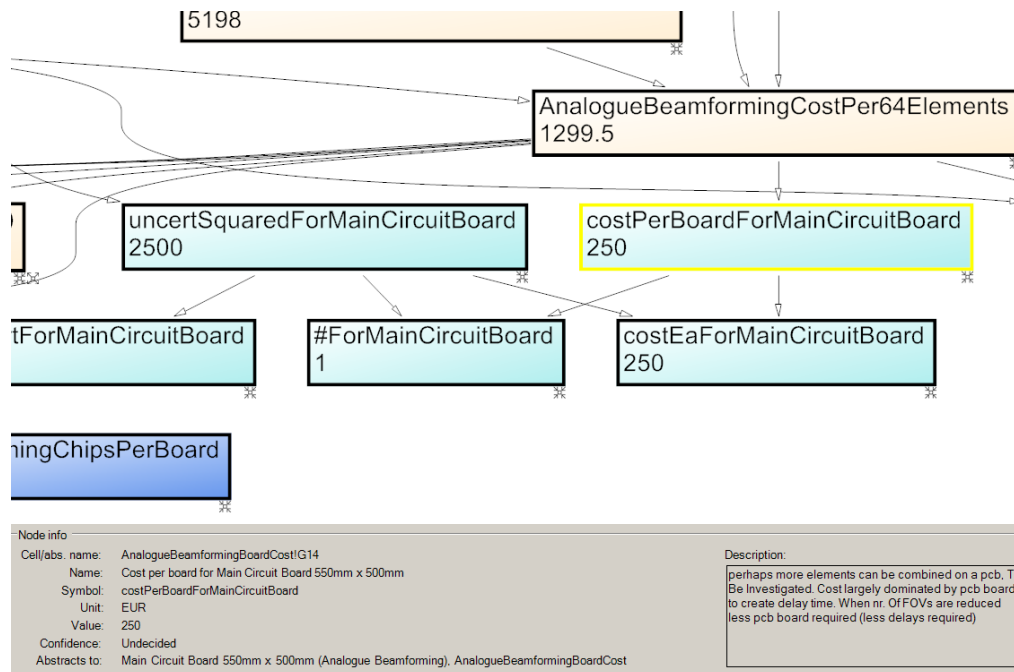 5198
AnalogueBeamformingCostPer64Elements
1299.5
uncertSquaredForMainCircuitBoard
2500
costPerBoardForMainCircuitBoard
250
tForMainCircuitBoard
#ForMainCircuitBoard
1
costEaForMainCircuitBoard
250
ningChipsPerBoard
Node info
Cell/abs. name: AnalogueBeamformingBoardCost!G14
Name: Cost per board for Main Circuit Board 550mm x 500mm
Symbol: costPerBoardForMainCircuitBoard
Unit: EUR
Value: 250
Confidence: Undecided
Abstracts to: Main Circuit Board 550mm x 500mm (Analogue Beamforming), AnalogueBeamformingBoardCost
Description:
perhaps more elements can be combined on a pcb, T
Be Investigated. Cost largely dominated by pcb board
to create delay time. When nr. Of FOVs are reduced
less pcb board required (less delays required)